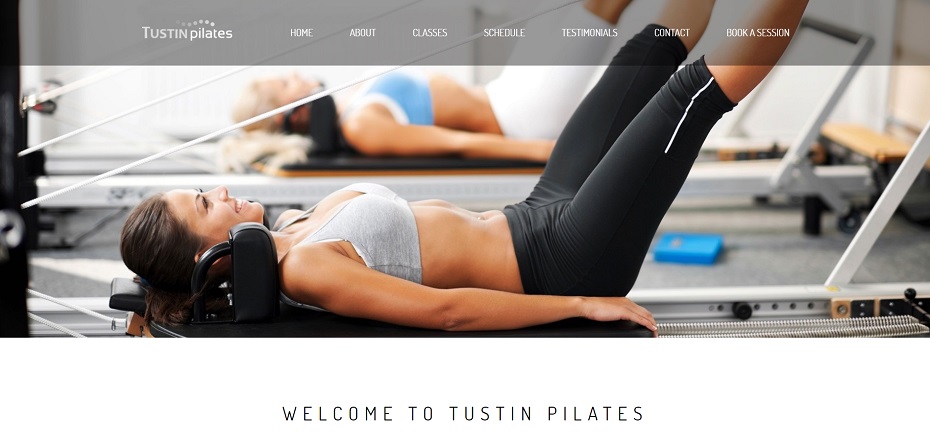 TUSTIN pilates
HOME ABOUT CLASSES SCHEDULE TESTIMONIALS CONTACT BOOK A SESSION
WELCOME TO TUSTIN PILATES